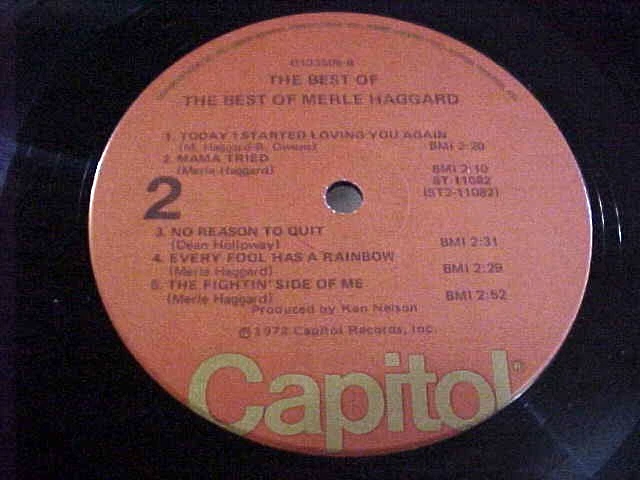 THE BEST OF
THE BEST OF MERLE HAGGARD
1. TODAY I STARTED LOVING YOU AGAIN
(M. Haggard-B. Owens) BMI 2:20
2. MAMA TRIED
(Merle Haggard) BMI 2:10
ST-11082
(ST2-11082)
2
3. NO REASON TO QUIT
(Dean Holloway) BMI 2:31
4. EVERY FOOL HAS A RAINBOW
(Merle Haggard) BMI 2:29
5. THE FIGHTIN' SIDE OF ME
(Merle Haggard) BMI 2:52
Produced by Ken Nelson
℗1972 Capitol Records, Inc.
Capitol®